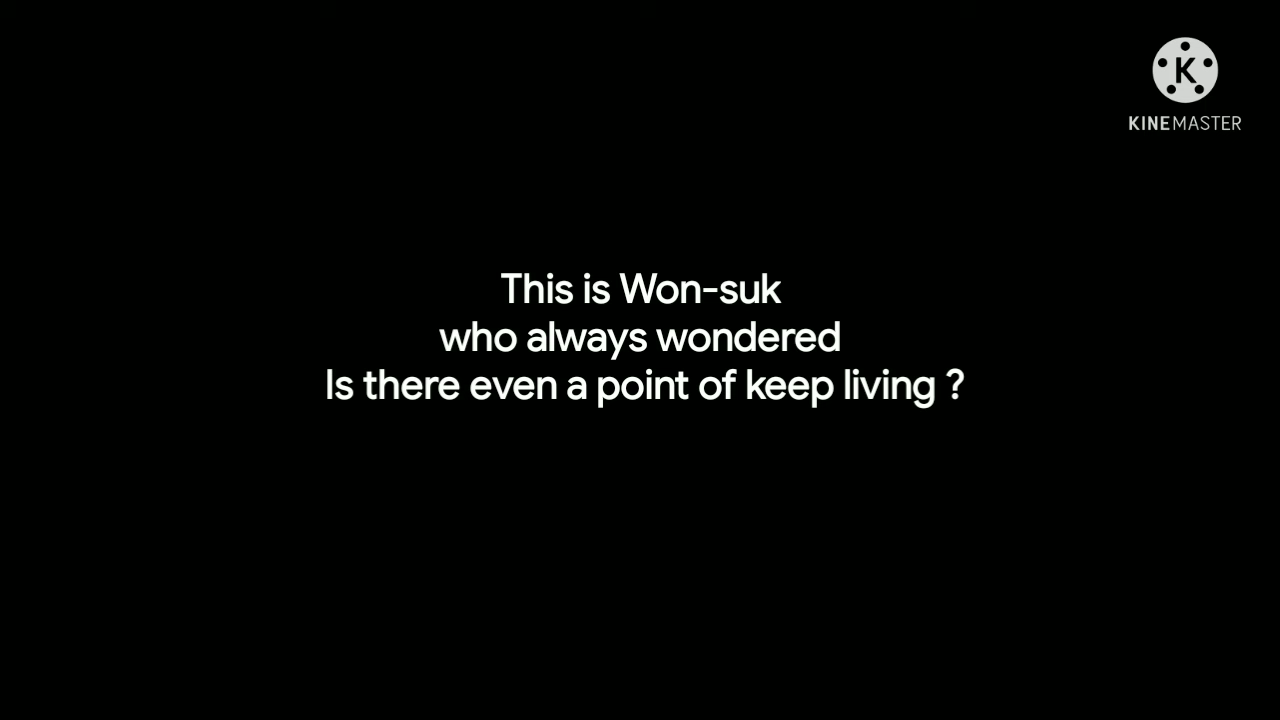 K
KINEMASTER
This is Won-suk
who always wondered
Is there even a point of keep living ?